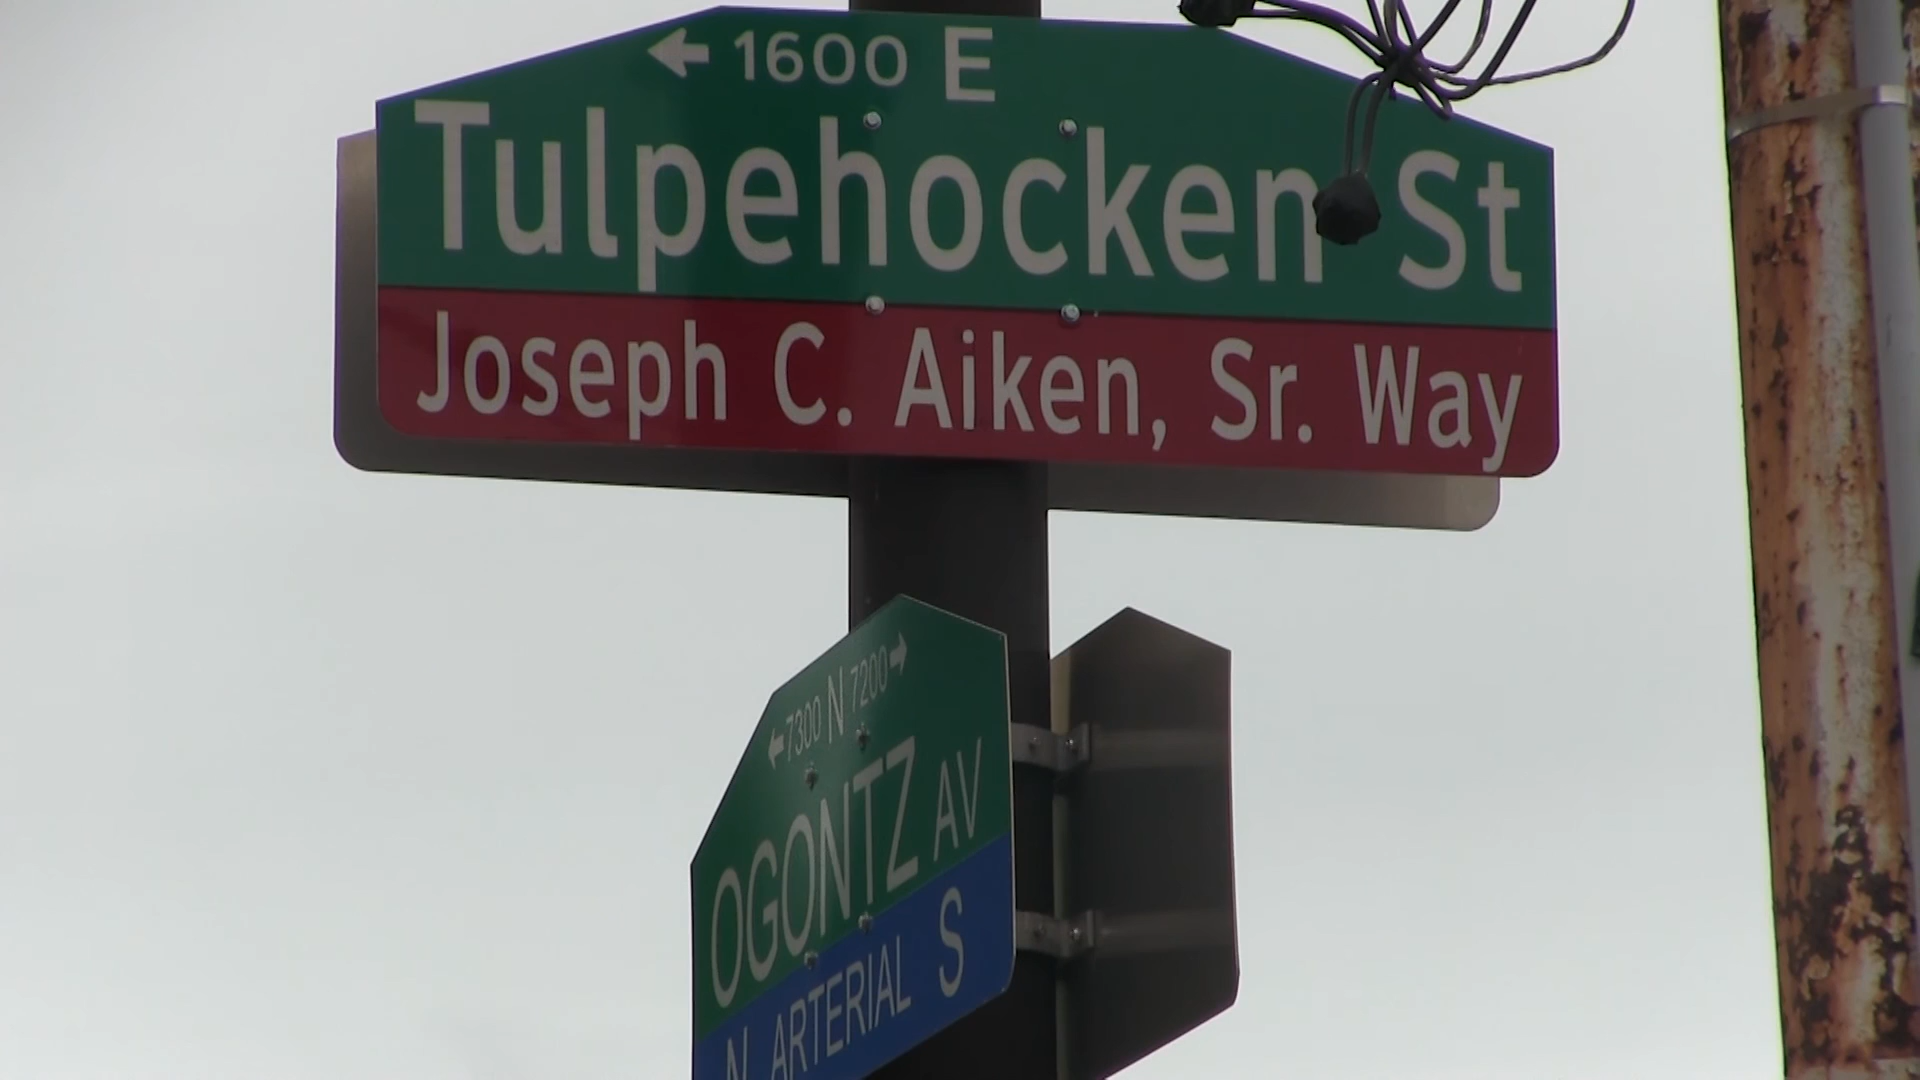 ← 1600 E
Tulpehocken St
Joseph C. Aiken, Sr. Way
← 7300 N 7200 →
OGONTZ AV
N ARTERIAL S